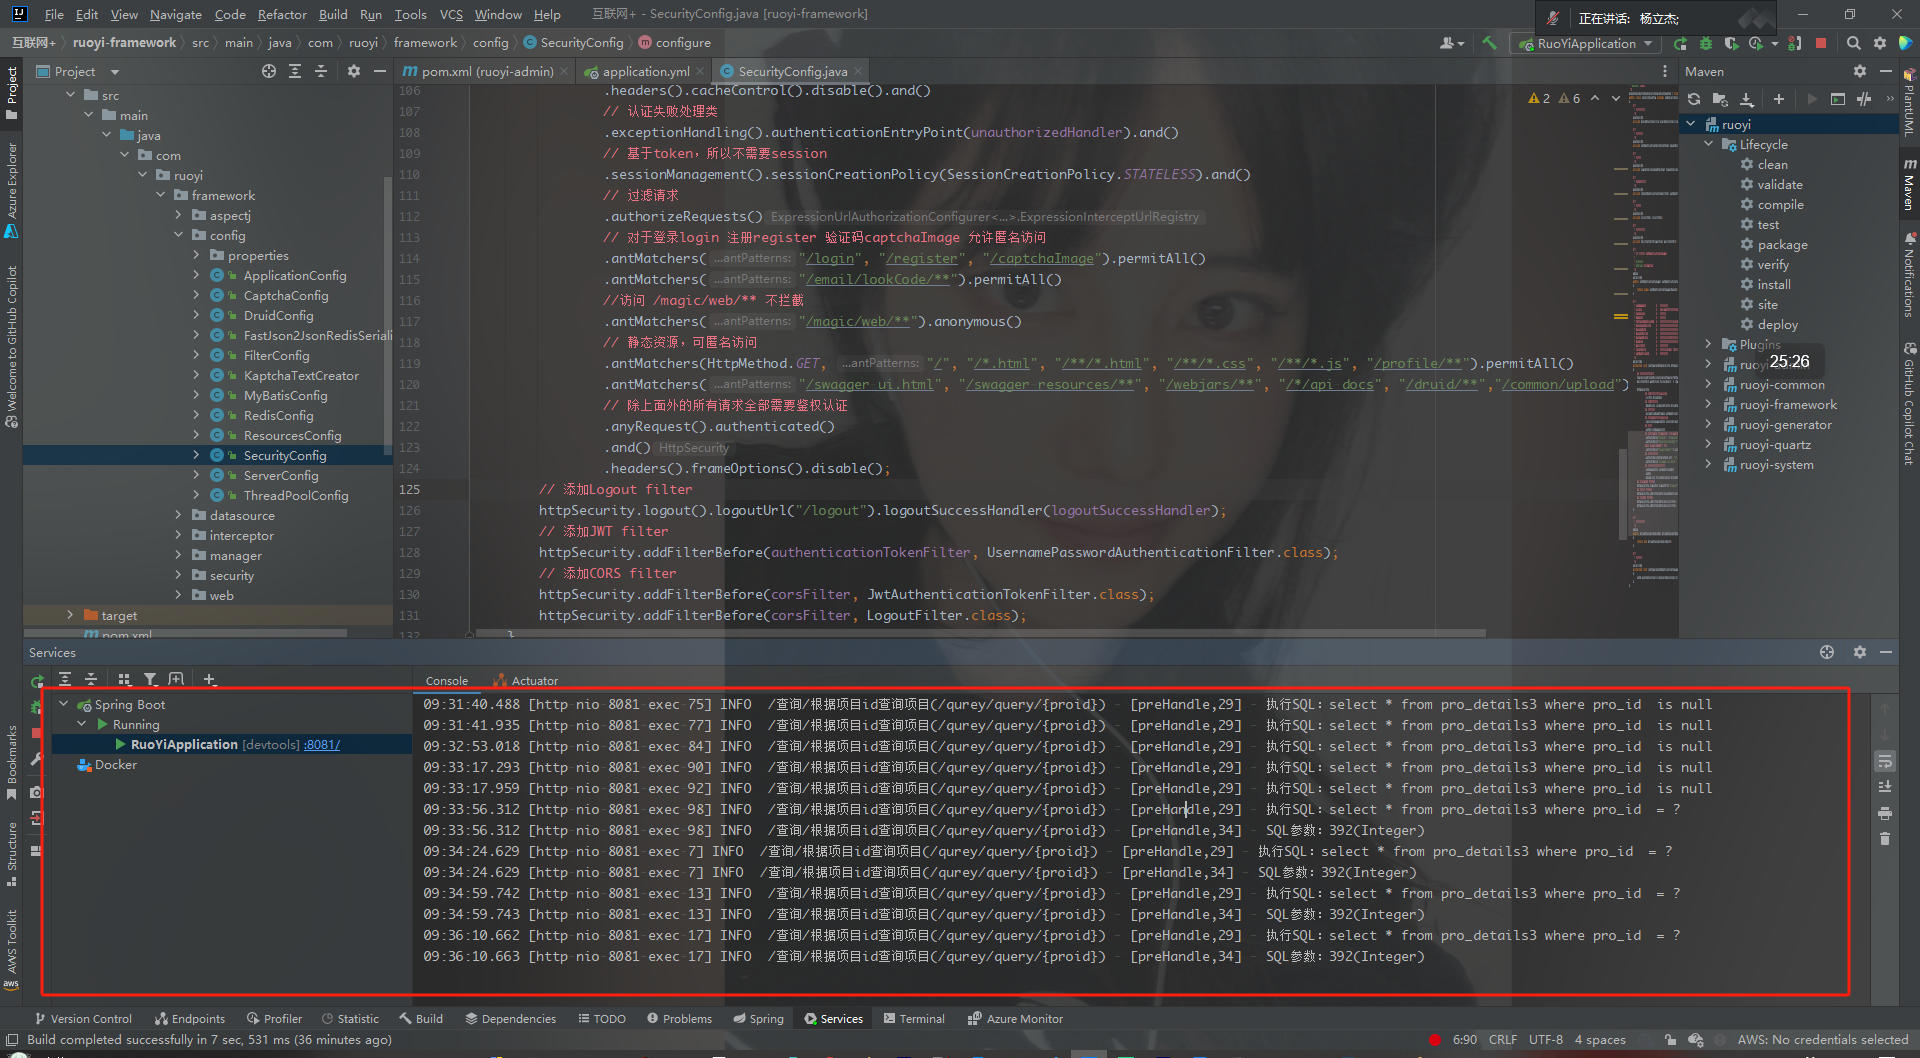 File Edit View Navigate Code Refactor Build Run Tools VCS Window Help 互联网+ - SecurityConfig.java [ruoyi-framework]
正在讲话: 杨立杰;
互联网+ ruoyi-framework src main java com ruoyi framework config SecurityConfig configure
RuoYiApplication
Project
pom.xml (ruoyi-admin) application.yml SecurityConfig.java
Maven
src
main
java
com
ruoyi
framework
aspectj
config
properties
ApplicationConfig
CaptchaConfig
DruidConfig
FastJson2JsonRedisSeriali
FilterConfig
KaptchaTextCreator
MyBatisConfig
RedisConfig
ResourcesConfig
SecurityConfig
ServerConfig
ThreadPoolConfig
datasource
interceptor
manager
security
web
target
pom.xml
2 6
106 .headers().cacheControl().disable().and()
107 // 认证失败处理类
108 .exceptionHandling().authenticationEntryPoint(unauthorizedHandler).and()
109 // 基于token，所以不需要session
110 .sessionManagement().sessionCreationPolicy(SessionCreationPolicy.STATELESS).and()
111 // 过滤请求
112 .authorizeRequests() ExpressionUrlAuthorizationConfigurer<...>.ExpressionInterceptUrlRegistry
113 // 对于登录login 注册register 验证码captchaImage 允许匿名访问
114 .antMatchers( ...antPatterns: "/login", "/register", "/captchaImage").permitAll()
115 .antMatchers( ...antPatterns: "/email/lookCode/**").permitAll()
116 //访问 /magic/web/** 不拦截
117 .antMatchers( ...antPatterns: "/magic/web/**").anonymous()
118 // 静态资源，可匿名访问
119 .antMatchers(HttpMethod.GET, ...antPatterns: "/", "/*.html", "/**/*.html", "/**/*.css", "/**/*.js", "/profile/**").permitAll()
120 .antMatchers( ...antPatterns: "/swagger-ui.html", "/swagger-resources/**", "/webjars/**", "/*/api-docs", "/druid/**","/common/upload")
121 // 除上面外的所有请求全部需要鉴权认证
122 .anyRequest().authenticated()
123 .and() HttpSecurity
124 .headers().frameOptions().disable();
125 // 添加Logout filter
126 httpSecurity.logout().logoutUrl("/logout").logoutSuccessHandler(logoutSuccessHandler);
127 // 添加JWT filter
128 httpSecurity.addFilterBefore(authenticationTokenFilter, UsernamePasswordAuthenticationFilter.class);
129 // 添加CORS filter
130 httpSecurity.addFilterBefore(corsFilter, JwtAuthenticationTokenFilter.class);
131 httpSecurity.addFilterBefore(corsFilter, LogoutFilter.class);
132 }
ruoyi
Lifecycle
clean
validate
compile
test
package
verify
install
site
deploy
Plugins
25:26
ruoyi-common
ruoyi-framework
ruoyi-generator
ruoyi-quartz
ruoyi-system
Project
Azure Explorer
Welcome to GitHub Copilot
Bookmarks
Structure
AWS Toolkit
aws
PlantUML
Maven
Notifications
GitHub Copilot Chat
Services
Console Actuator
Spring Boot
Running
RuoYiApplication [devtools] :8081/
Docker
09:31:40.488 [http-nio-8081-exec-75] INFO /查询/根据项目id查询项目(/qurey/query/{proid}) - [preHandle,29] - 执行SQL：select * from pro_details3 where pro_id is null
09:31:41.935 [http-nio-8081-exec-77] INFO /查询/根据项目id查询项目(/qurey/query/{proid}) - [preHandle,29] - 执行SQL：select * from pro_details3 where pro_id is null
09:32:53.018 [http-nio-8081-exec-84] INFO /查询/根据项目id查询项目(/qurey/query/{proid}) - [preHandle,29] - 执行SQL：select * from pro_details3 where pro_id is null
09:33:17.293 [http-nio-8081-exec-90] INFO /查询/根据项目id查询项目(/qurey/query/{proid}) - [preHandle,29] - 执行SQL：select * from pro_details3 where pro_id is null
09:33:17.959 [http-nio-8081-exec-92] INFO /查询/根据项目id查询项目(/qurey/query/{proid}) - [preHandle,29] - 执行SQL：select * from pro_details3 where pro_id is null
09:33:56.312 [http-nio-8081-exec-98] INFO /查询/根据项目id查询项目(/qurey/query/{proid}) - [preHandle,29] - 执行SQL：select * from pro_details3 where pro_id = ?
09:33:56.312 [http-nio-8081-exec-98] INFO /查询/根据项目id查询项目(/qurey/query/{proid}) - [preHandle,34] - SQL参数：392(Integer)
09:34:24.629 [http-nio-8081-exec-7] INFO /查询/根据项目id查询项目(/qurey/query/{proid}) - [preHandle,29] - 执行SQL：select * from pro_details3 where pro_id = ?
09:34:24.629 [http-nio-8081-exec-7] INFO /查询/根据项目id查询项目(/qurey/query/{proid}) - [preHandle,34] - SQL参数：392(Integer)
09:34:59.742 [http-nio-8081-exec-13] INFO /查询/根据项目id查询项目(/qurey/query/{proid}) - [preHandle,29] - 执行SQL：select * from pro_details3 where pro_id = ?
09:34:59.743 [http-nio-8081-exec-13] INFO /查询/根据项目id查询项目(/qurey/query/{proid}) - [preHandle,34] - SQL参数：392(Integer)
09:36:10.662 [http-nio-8081-exec-17] INFO /查询/根据项目id查询项目(/qurey/query/{proid}) - [preHandle,29] - 执行SQL：select * from pro_details3 where pro_id = ?
09:36:10.663 [http-nio-8081-exec-17] INFO /查询/根据项目id查询项目(/qurey/query/{proid}) - [preHandle,34] - SQL参数：392(Integer)
Version Control Endpoints Profiler Statistic Build Dependencies TODO Problems Spring Services Terminal Azure Monitor
Build completed successfully in 7 sec, 531 ms (36 minutes ago)
6:90 CRLF UTF-8 4 spaces AWS: No credentials selected